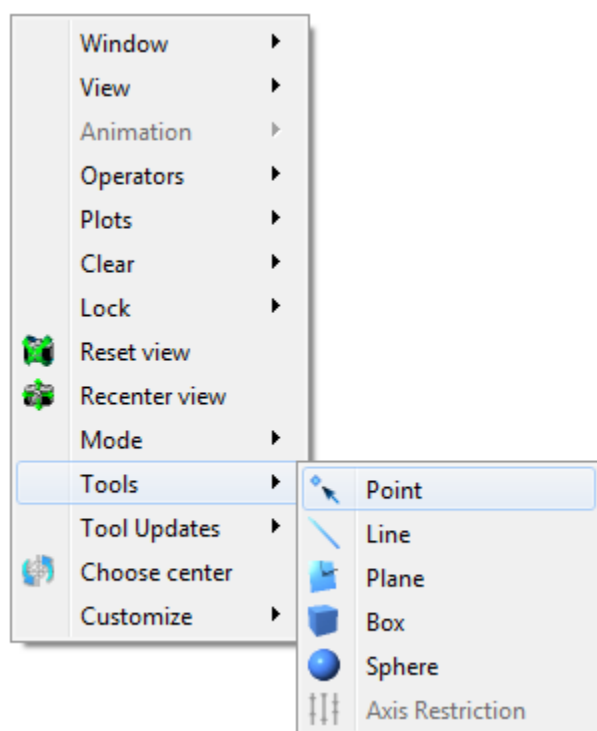 Window
View
Animation
Operators
Plots
Clear
Lock
Reset view
Recenter view
Mode
Tools
Tool Updates
Choose center
Customize
Point
Line
Plane
Box
Sphere
Axis Restriction